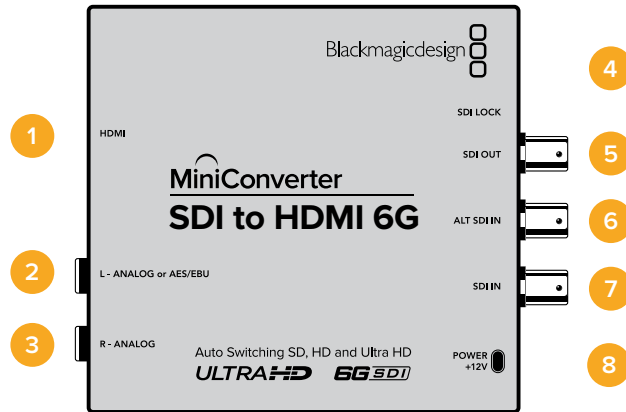 Blackmagicdesign
4
SDI LOCK
1
HDMI
SDI OUT
5
MiniConverter
SDI to HDMI 6G
ALT SDI IN
6
2
L - ANALOG or AES/EBU
SDI IN
7
3
R - ANALOG
Auto Switching SD, HD and Ultra HD
ULTRAHD 6G SDI
POWER
+12V
8